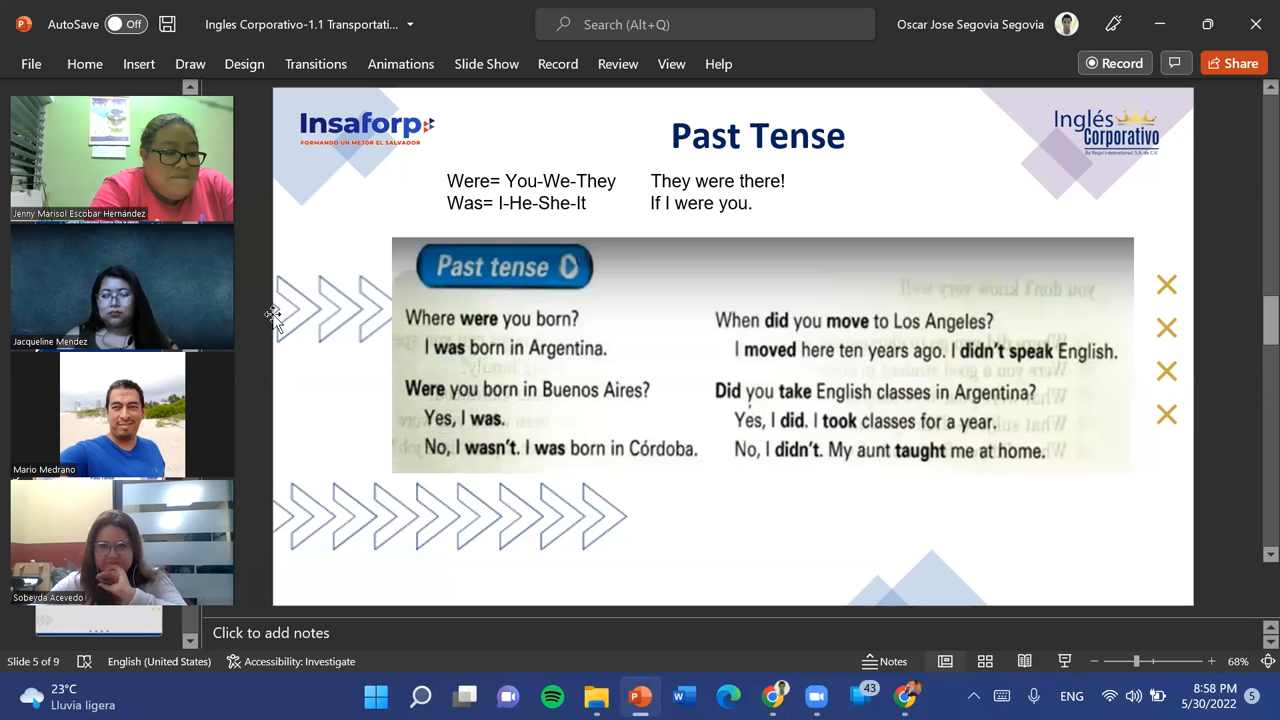 AutoSave Off Ingles Corporativo-1.1 Transportati... Search (Alt+Q) Oscar Jose Segovia Segovia
File Home Insert Draw Design Transitions Animations Slide Show Record Review View Help Record Share
Jenny Marisol Escobar Hernández
Jacqueline Mendez
Mario Medrano
Sobeyda Acevedo
Insaforp
FORMANDO UN MEJOR EL SALVADOR
Past Tense
Inglés
Corporativo
By Regal International, S.A. de C.V.
Were= You-We-They They were there!
Was= I-He-She-It If I were you.
Past tense
Where were you born?
I was born in Argentina.
Were you born in Buenos Aires?
Yes, I was.
No, I wasn't. I was born in Córdoba.
When did you move to Los Angeles?
I moved here ten years ago. I didn't speak English.
Did you take English classes in Argentina?
Yes, I did. I took classes for a year.
No, I didn't. My aunt taught me at home.
Click to add notes
Slide 5 of 9 English (United States) Accessibility: Investigate Notes 68%
23°C
Lluvia ligera
43
ENG
8:58 PM
5/30/2022
5